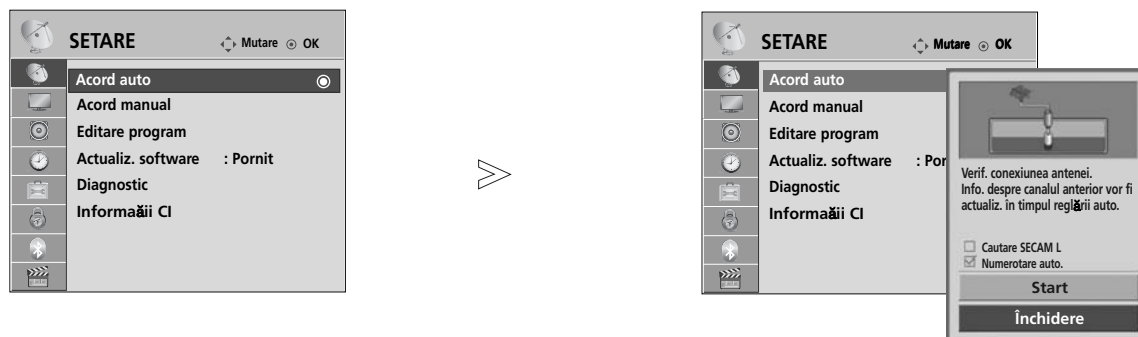 SETARE Mutare OK
Acord auto
Acord manual
Editare program
Actualiz. software : Pornit
Diagnostic
Informaăii CI
SETARE Mutare OK
Acord auto
Acord manual
Editare program
Actualiz. software : Por
Diagnostic
Informaăii CI
Verif. conexiunea antenei.
Info. despre canalul anterior vor fi
actualiz. în timpul reglării auto.
Cautare SECAM L
Numerotare auto.
Start
Închidere